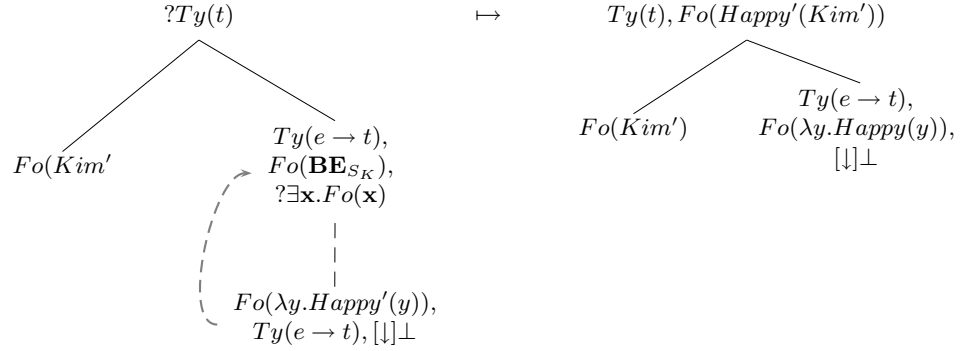 ?Ty(t) ↦ Ty(t), Fo(Happy′(Kim′))
Fo(Kim′
Ty(e → t),
Fo(BE_{S_K}),
?∃x.Fo(x)
Fo(λy.Happy′(y)),
Ty(e → t), [↓]⊥
Fo(Kim′)
Ty(e → t),
Fo(λy.Happy(y)),
[↓]⊥